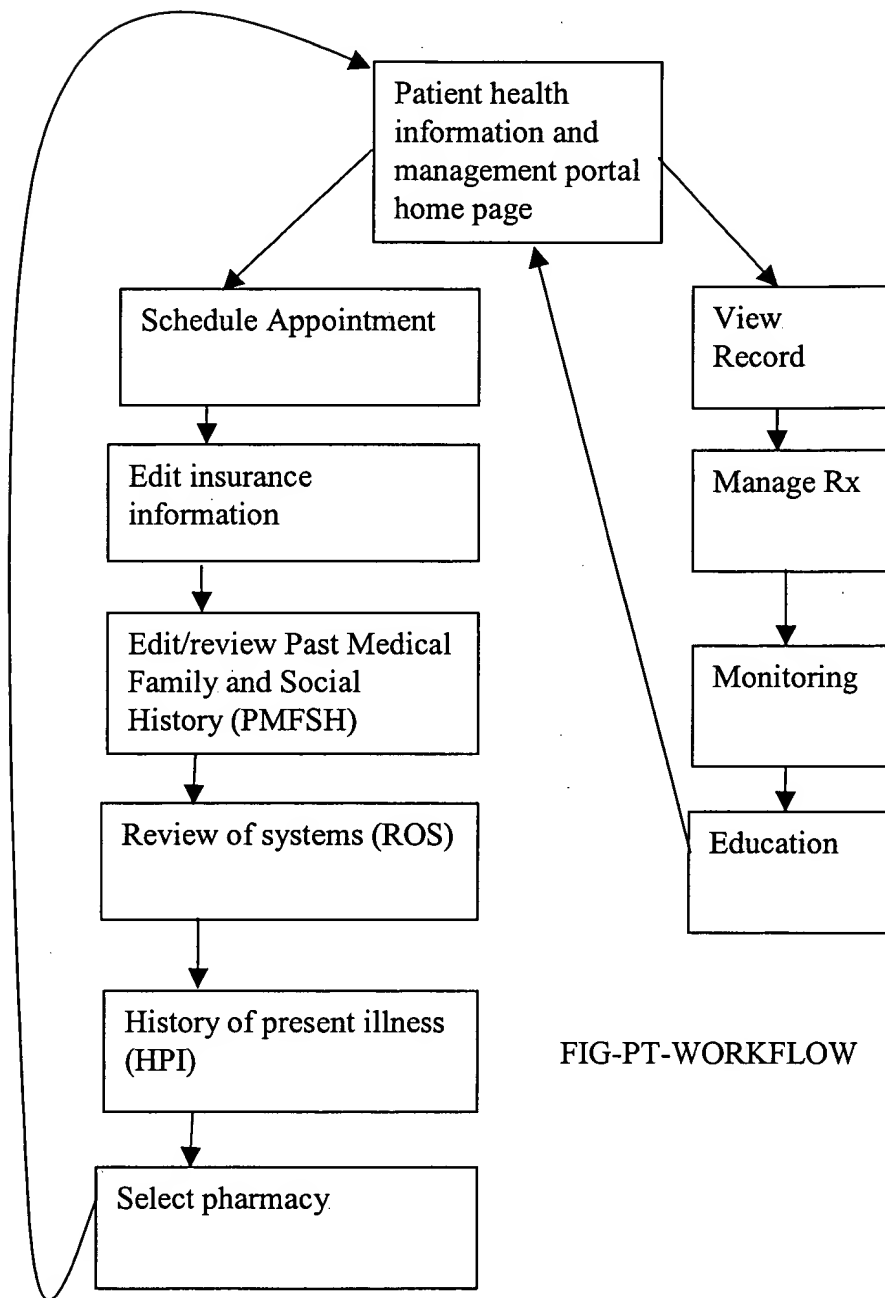 Patient health
information and
management portal
home page
Schedule Appointment
Edit insurance
information
Edit/review Past Medical
Family and Social
History (PMFSH)
Review of systems (ROS)
History of present illness
(HPI)
Select pharmacy
View
Record
Manage Rx
Monitoring
Education
FIG-PT-WORKFLOW